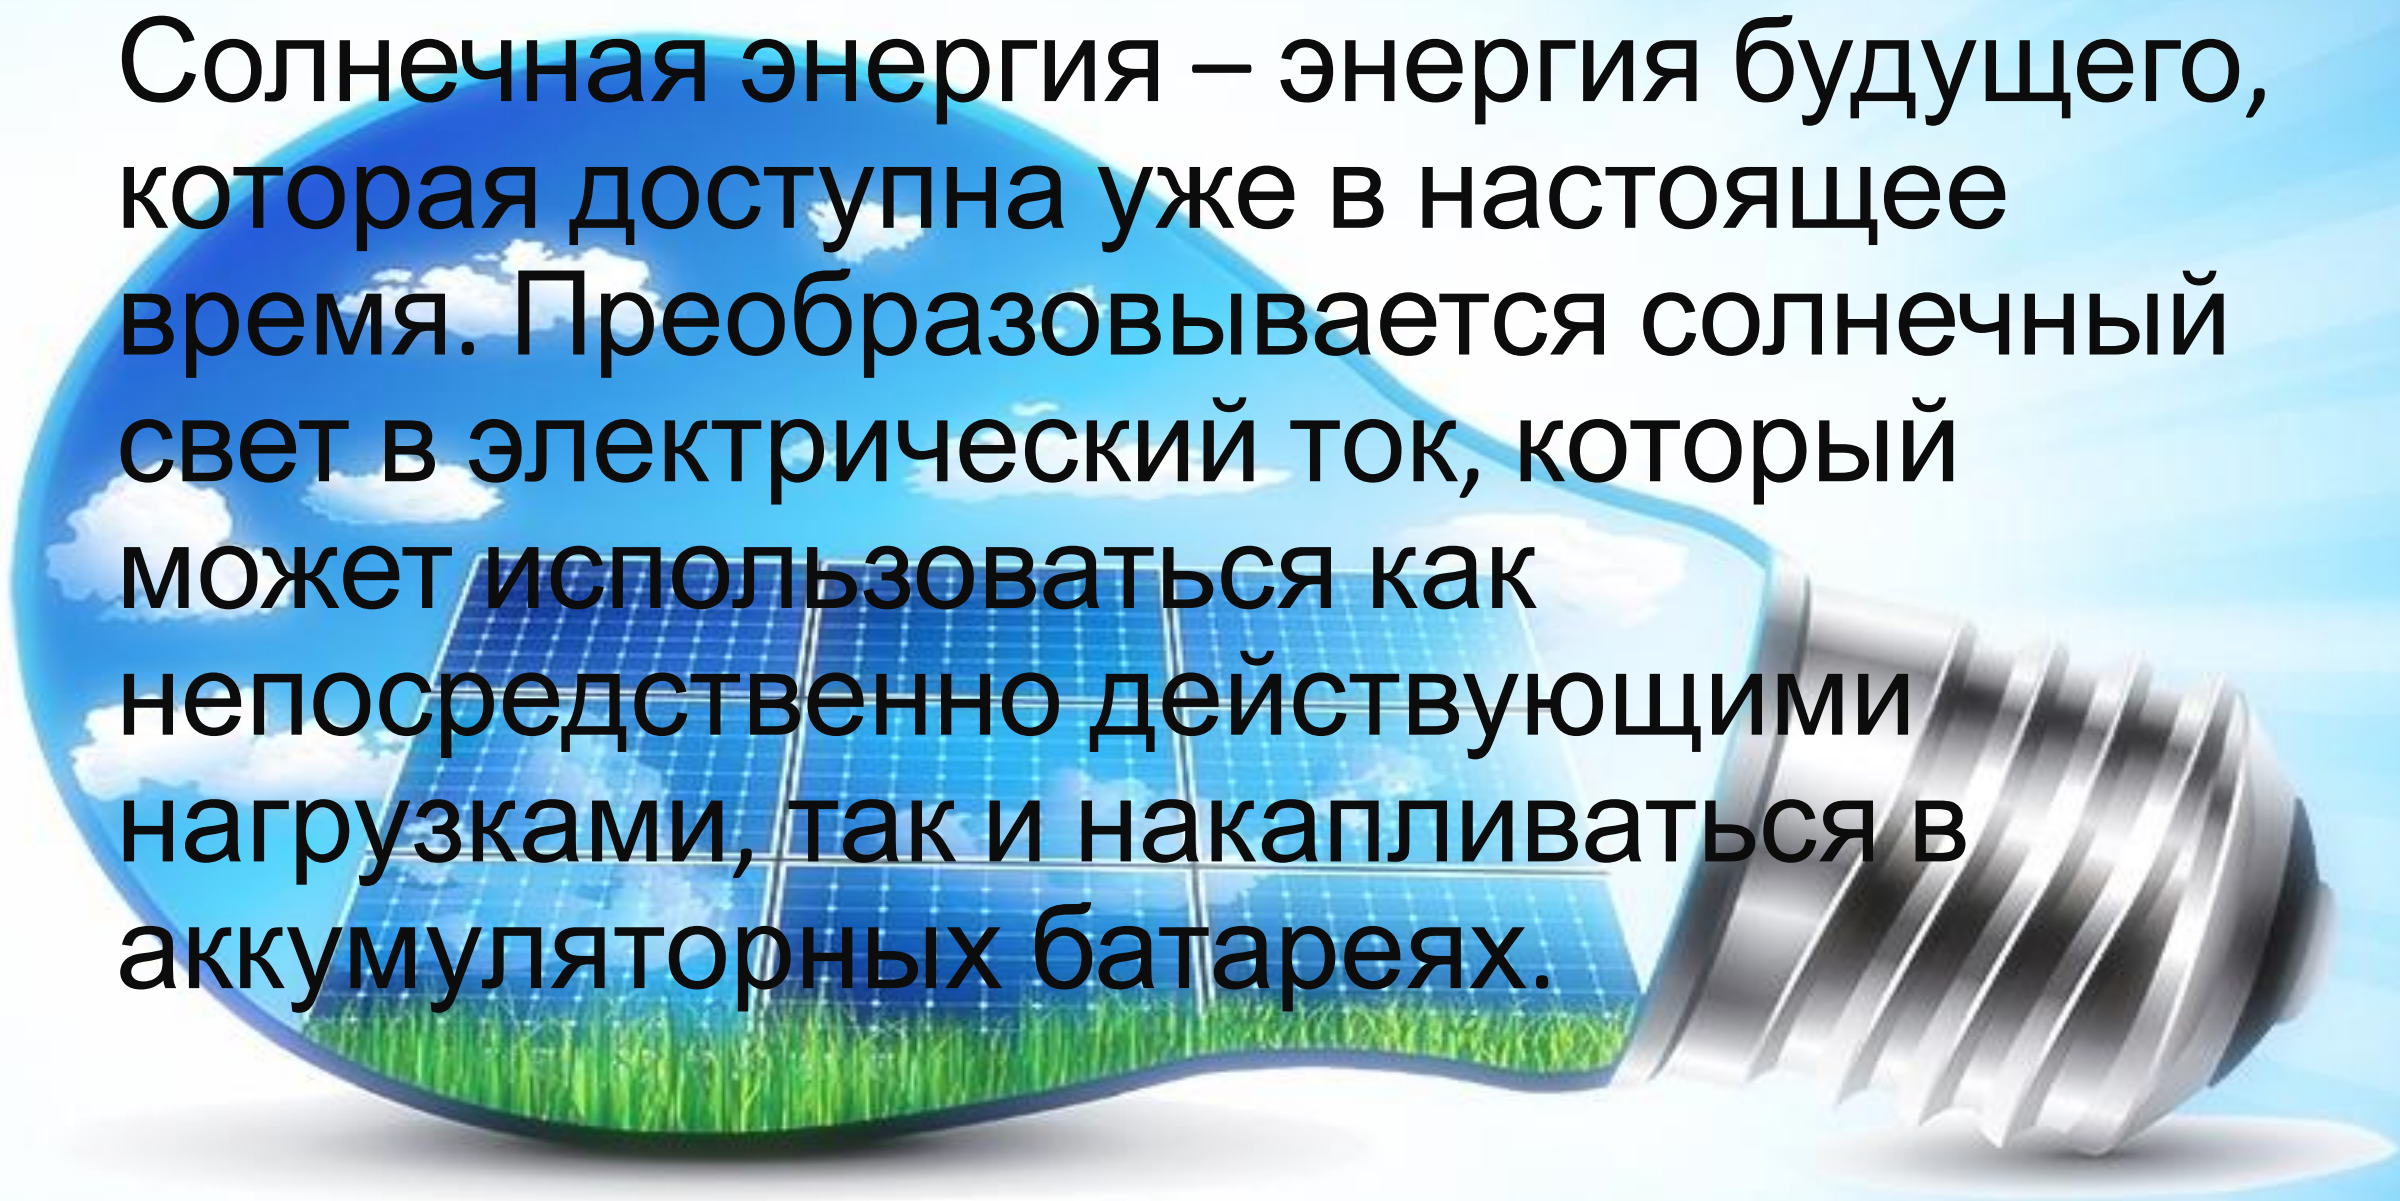 Солнечная энергия – энергия будущего,
которая доступна уже в настоящее
время. Преобразовывается солнечный
свет в электрический ток, который
может использоваться как
непосредственно действующими
нагрузками, так и накапливаться в
аккумуляторных батареях.